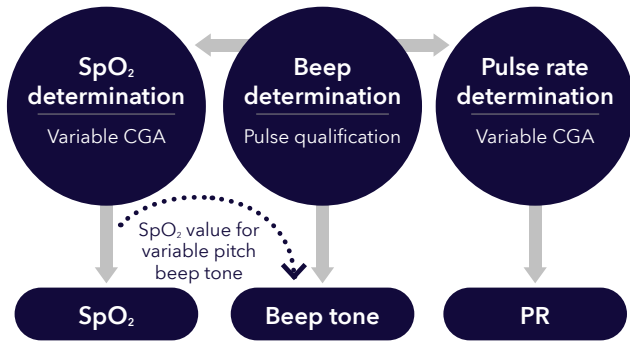 SpO₂
determination
Variable CGA
Beep
determination
Pulse qualification
Pulse rate
determination
Variable CGA
SpO₂ value for
variable pitch
beep tone
SpO₂
Beep tone
PR